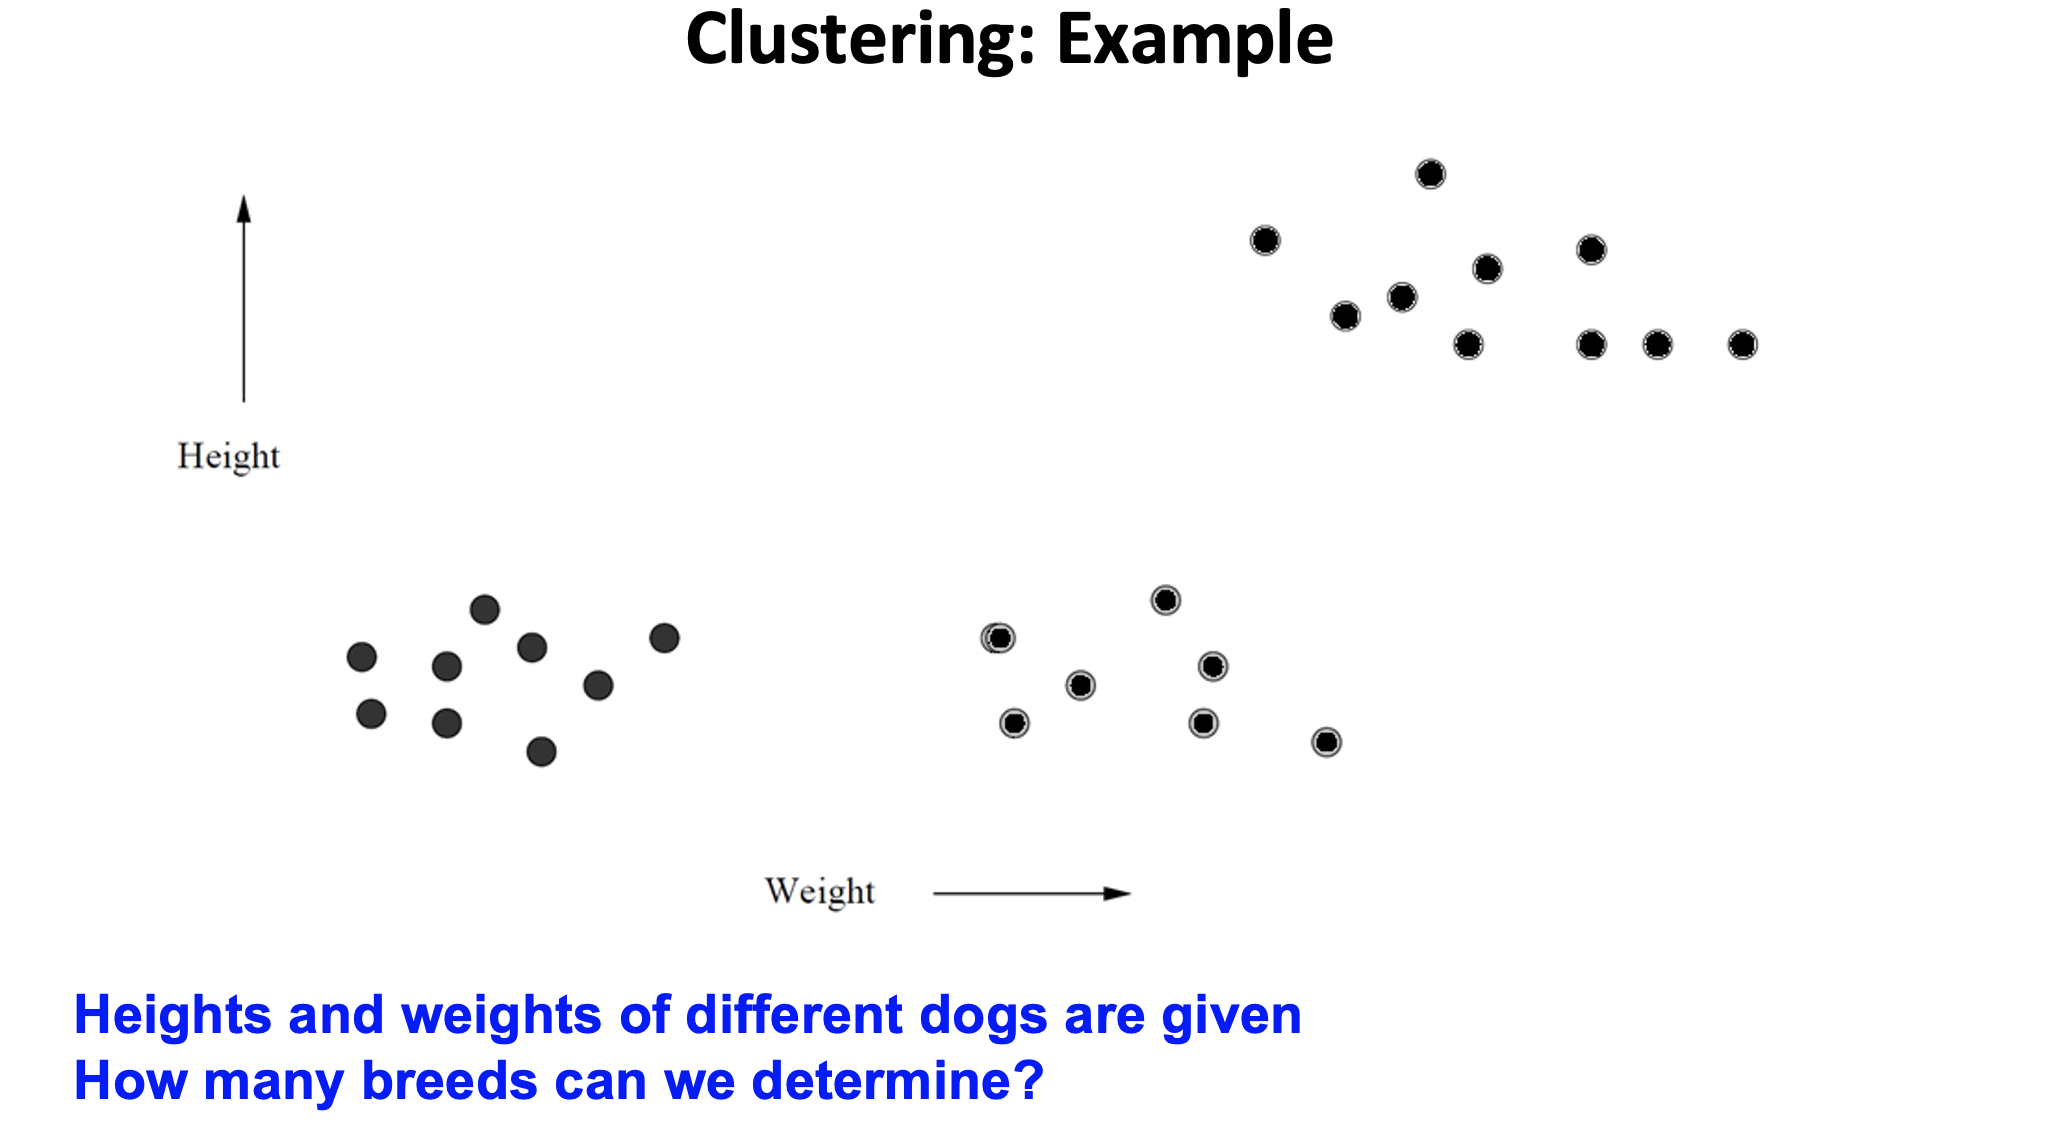 Clustering: Example
Height
Weight
Heights and weights of different dogs are given
How many breeds can we determine?